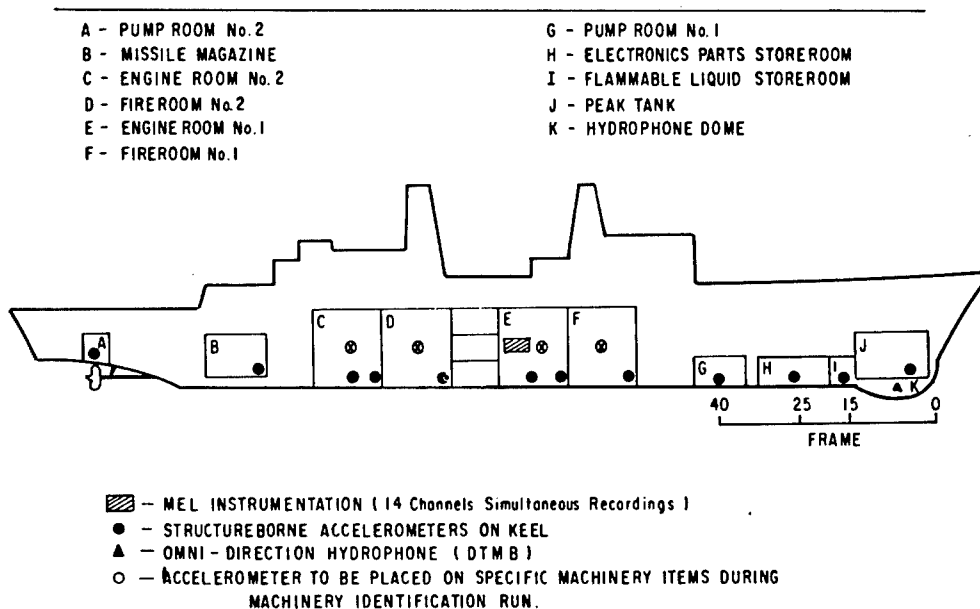 A - PUMP ROOM No.2
B - MISSILE MAGAZINE
C - ENGINE ROOM No.2
D - FIREROOM No.2
E - ENGINE ROOM No.1
F - FIREROOM No.1
G - PUMP ROOM No.1
H - ELECTRONICS PARTS STOREROOM
I - FLAMMABLE LIQUID STOREROOM
J - PEAK TANK
K - HYDROPHONE DOME
A
B
C
D
E
F
G
H
I
J
K
40 25 15 0
FRAME
– MEL INSTRUMENTATION (14 Channels Simultaneous Recordings)
– STRUCTUREBORNE ACCELEROMETERS ON KEEL
– OMNI-DIRECTION HYDROPHONE (DTMB)
– ACCELEROMETER TO BE PLACED ON SPECIFIC MACHINERY ITEMS DURING
MACHINERY IDENTIFICATION RUN.